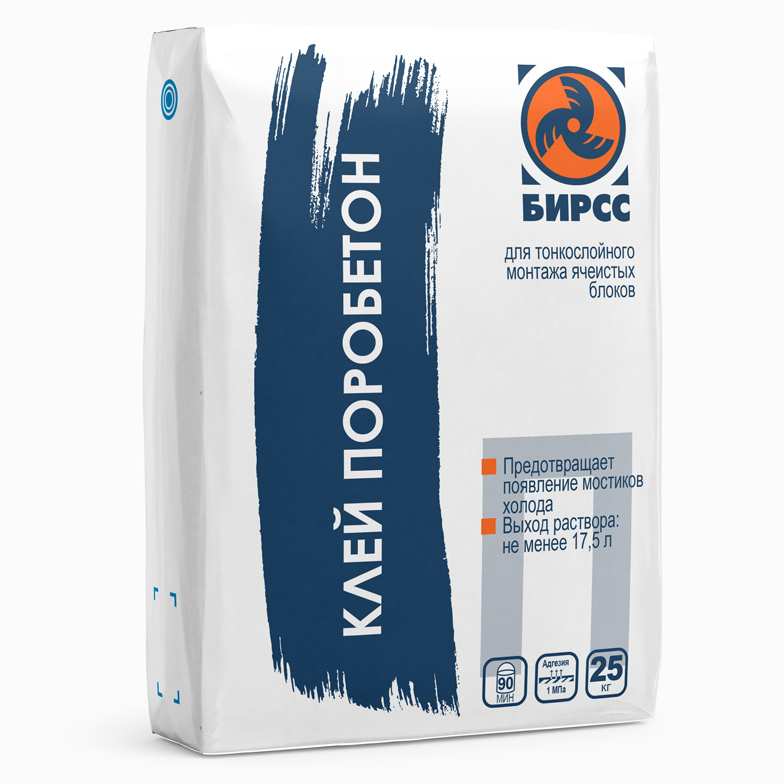 КЛЕЙ ПОРОБЕТОН
БИРСС
для тонкослойного
монтажа ячеистых
блоков
Предотвращает
появление мостиков
холода
Выход раствора:
не менее 17,5 л
90
МИН
Адгезия
1 МПа
25
КГ